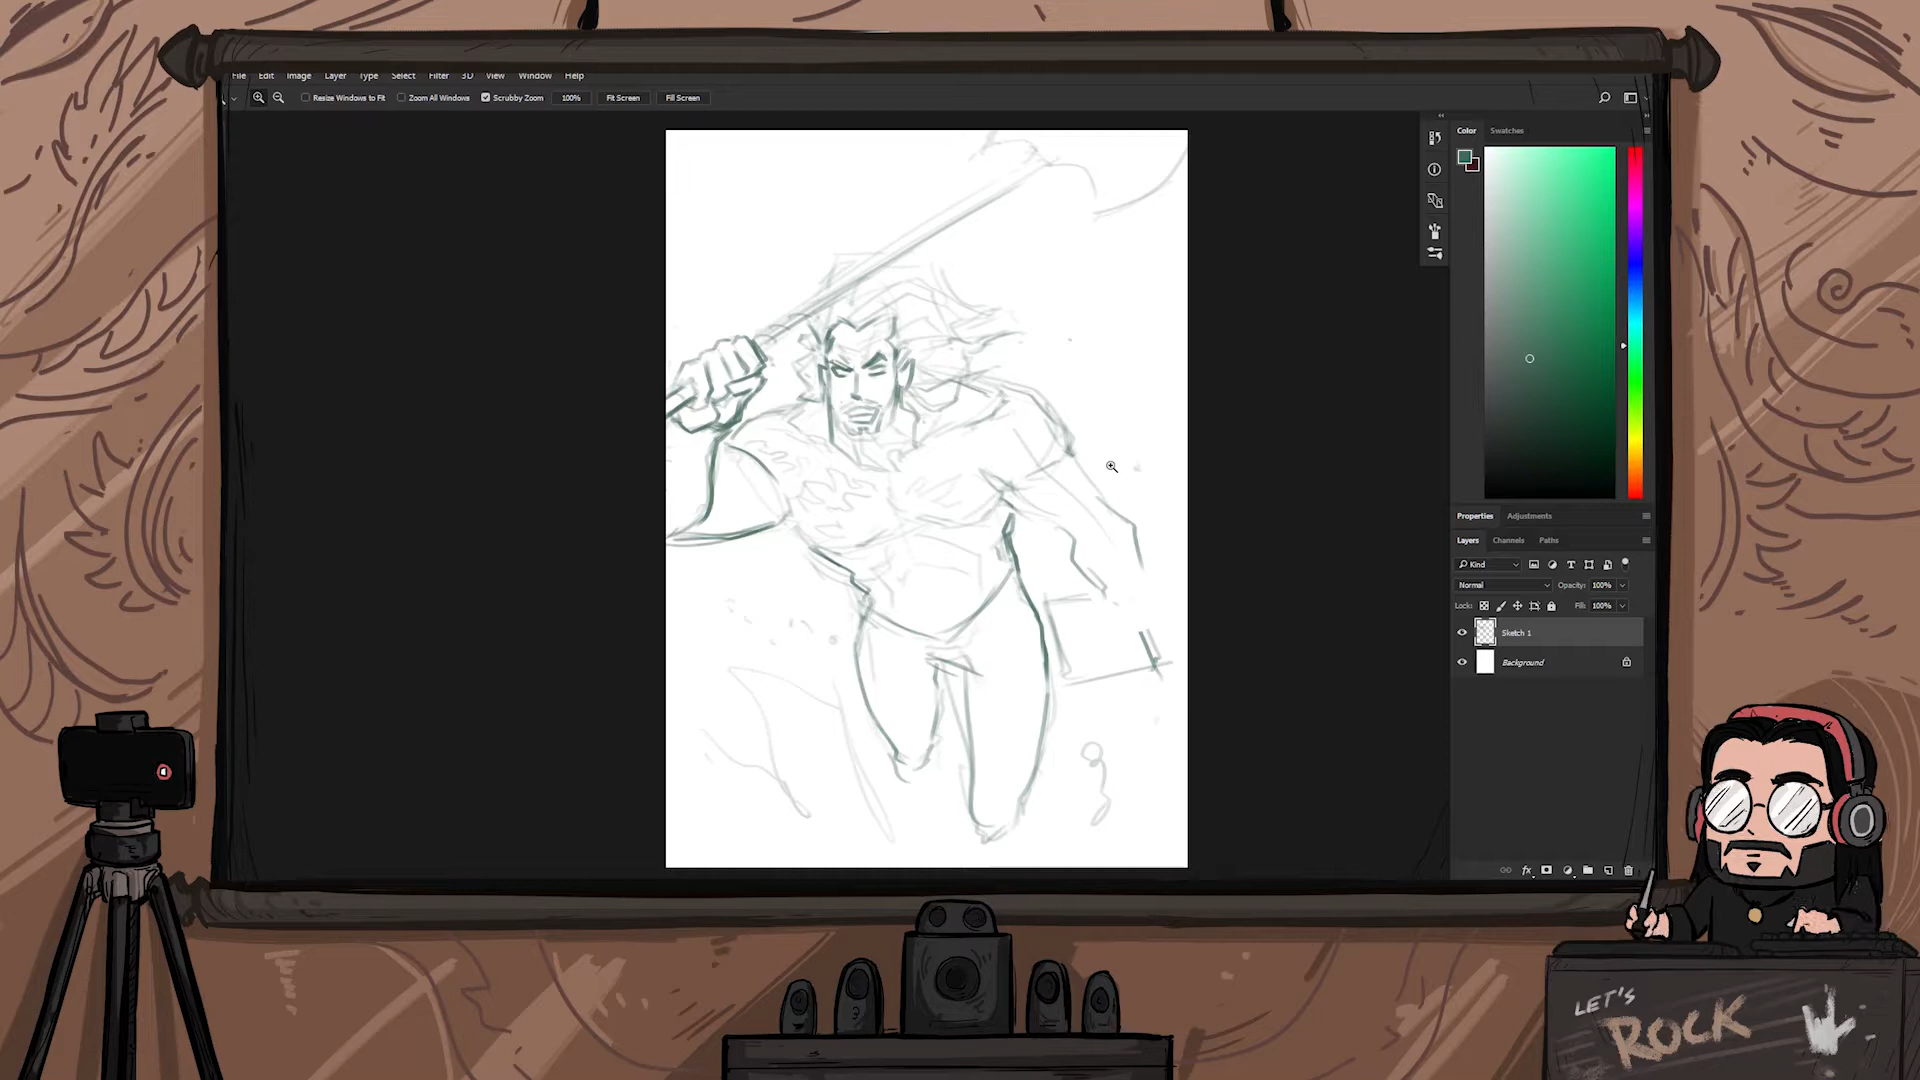 File Edit Image Layer Type Select Filter 3D View Window Help
Resize Windows to Fit Zoom All Windows Scrubby Zoom 100% Fit Screen Fill Screen
Color Swatches
Properties Adjustments
Layers Channels Paths
Kind
Normal Opacity: 100%
Lock: Fill: 100%
Sketch 1
Background
fx
LET'S
ROCK